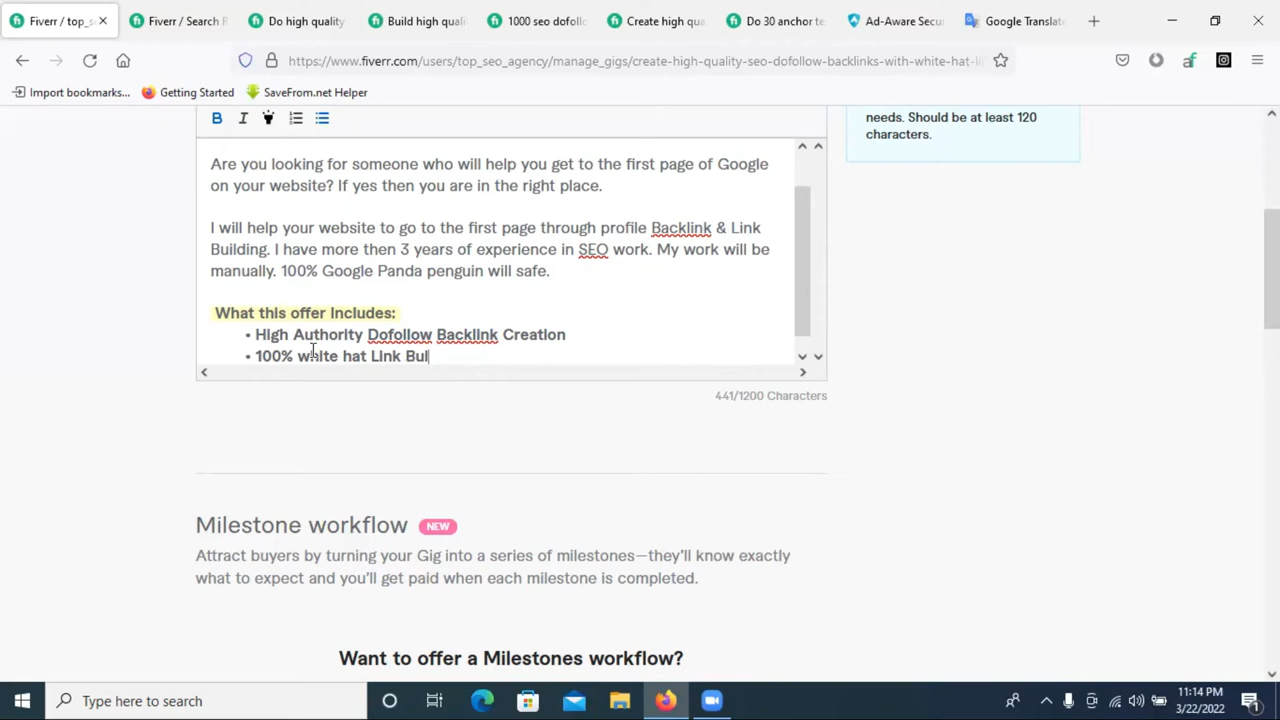 Fiverr / top_s
Fiverr / Search R
Do high quality
Build high quali
1000 seo dofollo
Create high qua
Do 30 anchor te
Ad-Aware Secu
Google Translat
https://www.fiverr.com/users/top_seo_agency/manage_gigs/create-high-quality-seo-dofollow-backlinks-with-white-hat-li
Import bookmarks...
Getting Started
SaveFrom.net Helper
B I
needs. Should be at least 120
characters.
Are you looking for someone who will help you get to the first page of Google
on your website? If yes then you are in the right place.
I will help your website to go to the first page through profile Backlink & Link
Building. I have more then 3 years of experience in SEO work. My work will be
manually. 100% Google Panda penguin will safe.
What this offer Includes:
• High Authority Dofollow Backlink Creation
• 100% white hat Link Bui
441/1200 Characters
Milestone workflow NEW
Attract buyers by turning your Gig into a series of milestones—they'll know exactly
what to expect and you'll get paid when each milestone is completed.
Want to offer a Milestones workflow?
Type here to search
11:14 PM
3/22/2022